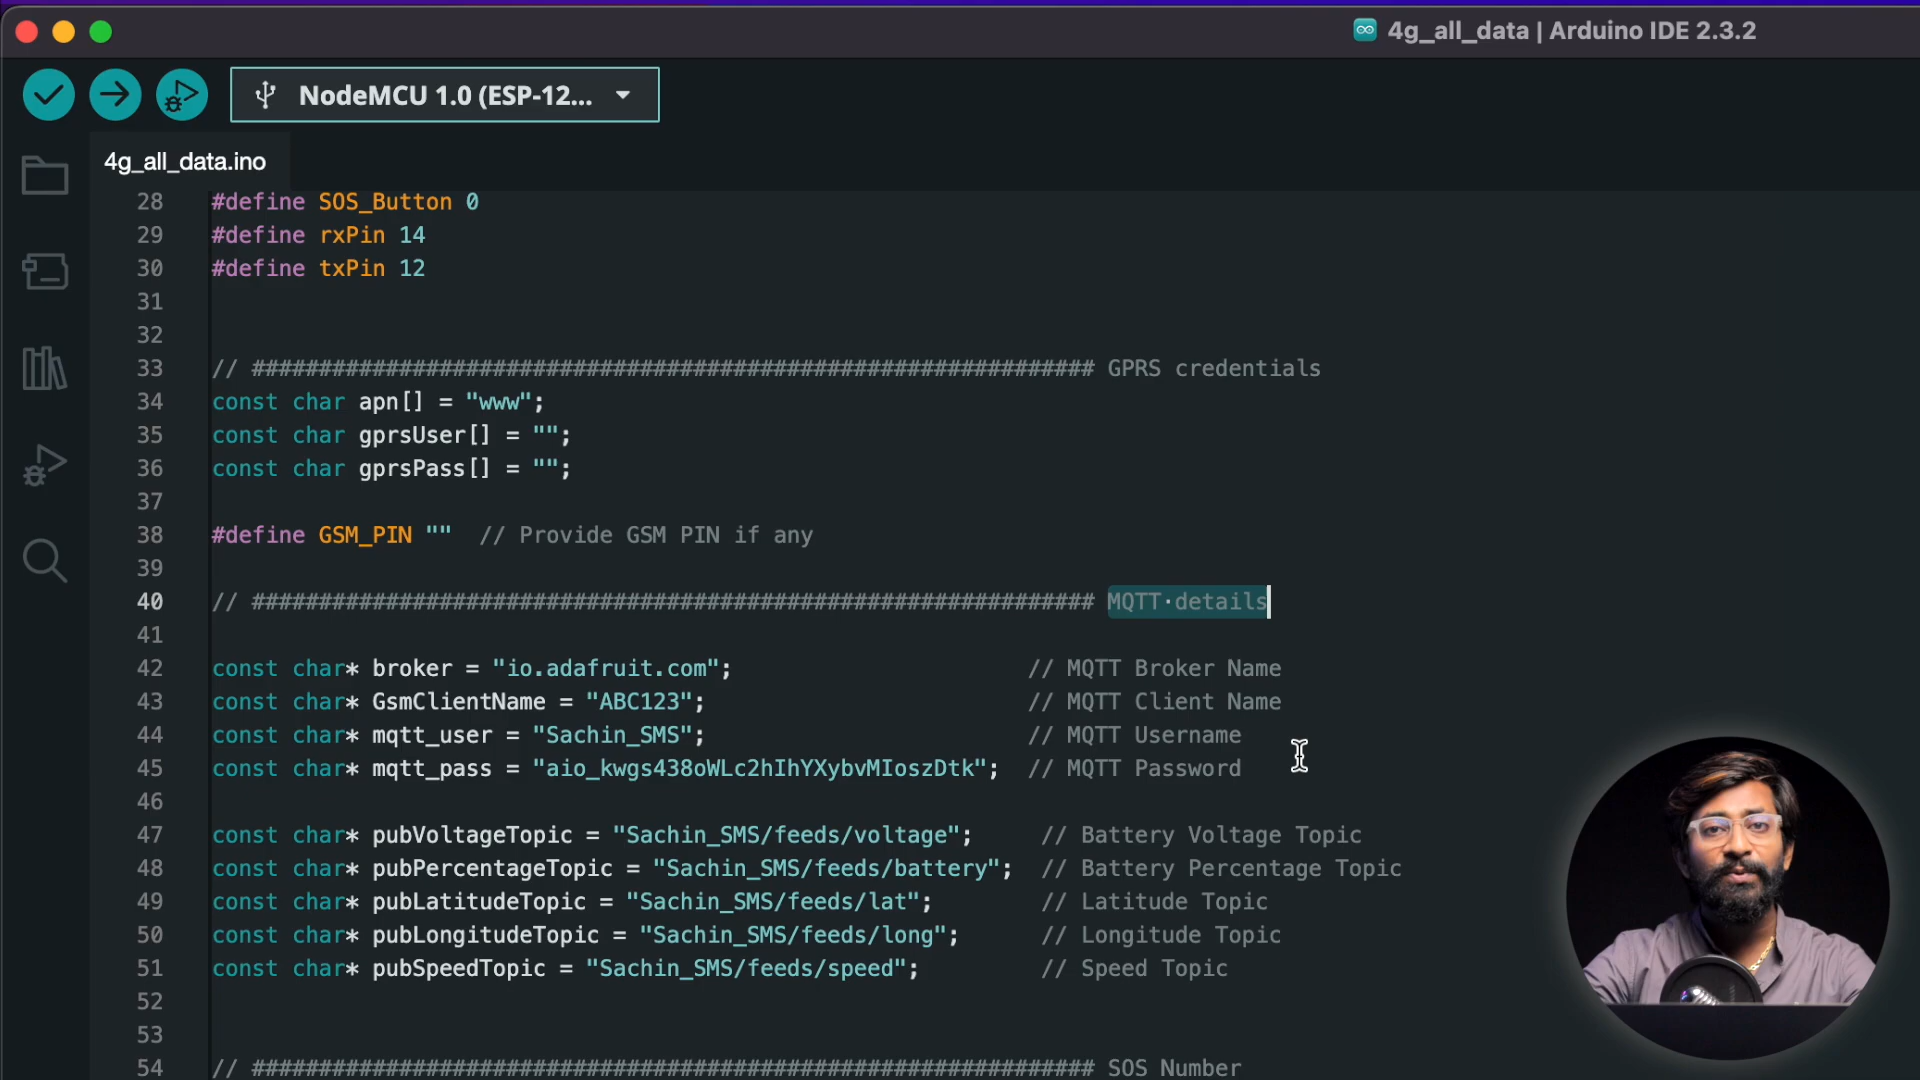 4g_all_data | Arduino IDE 2.3.2
NodeMCU 1.0 (ESP-12...
4g_all_data.ino
28 #define SOS_Button 0
29 #define rxPin 14
30 #define txPin 12
31
32
33 // ############################################################### GPRS credentials
34 const char apn[] = "www";
35 const char gprsUser[] = "";
36 const char gprsPass[] = "";
37
38 #define GSM_PIN "" // Provide GSM PIN if any
39
40 // ############################################################### MQTT·details
41
42 const char* broker = "io.adafruit.com"; // MQTT Broker Name
43 const char* GsmClientName = "ABC123"; // MQTT Client Name
44 const char* mqtt_user = "Sachin_SMS"; // MQTT Username
45 const char* mqtt_pass = "aio_kwgs438oWLc2hIhYXybvMIoszDtk"; // MQTT Password
46
47 const char* pubVoltageTopic = "Sachin_SMS/feeds/voltage"; // Battery Voltage Topic
48 const char* pubPercentageTopic = "Sachin_SMS/feeds/battery"; // Battery Percentage Topic
49 const char* pubLatitudeTopic = "Sachin_SMS/feeds/lat"; // Latitude Topic
50 const char* pubLongitudeTopic = "Sachin_SMS/feeds/long"; // Longitude Topic
51 const char* pubSpeedTopic = "Sachin_SMS/feeds/speed"; // Speed Topic
52
53
54 // ############################################################### SOS Number